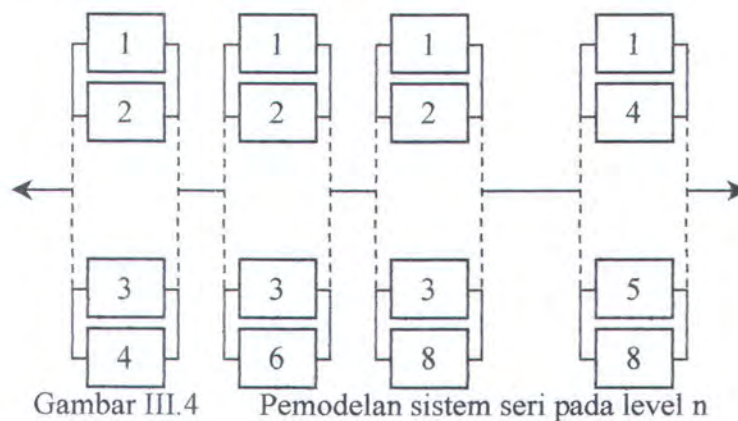 1 1 1 1
2 2 2 4
3 3 3 5
4 6 8 8
Gambar III.4 Pemodelan sistem seri pada level n